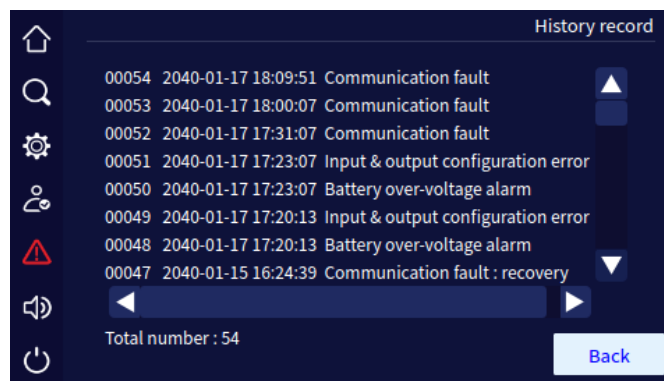 History record
00054 2040-01-17 18:09:51 Communication fault
00053 2040-01-17 18:00:07 Communication fault
00052 2040-01-17 17:31:07 Communication fault
00051 2040-01-17 17:23:07 Input & output configuration error
00050 2040-01-17 17:23:07 Battery over-voltage alarm
00049 2040-01-17 17:20:13 Input & output configuration error
00048 2040-01-17 17:20:13 Battery over-voltage alarm
00047 2040-01-15 16:24:39 Communication fault : recovery
Total number : 54
Back